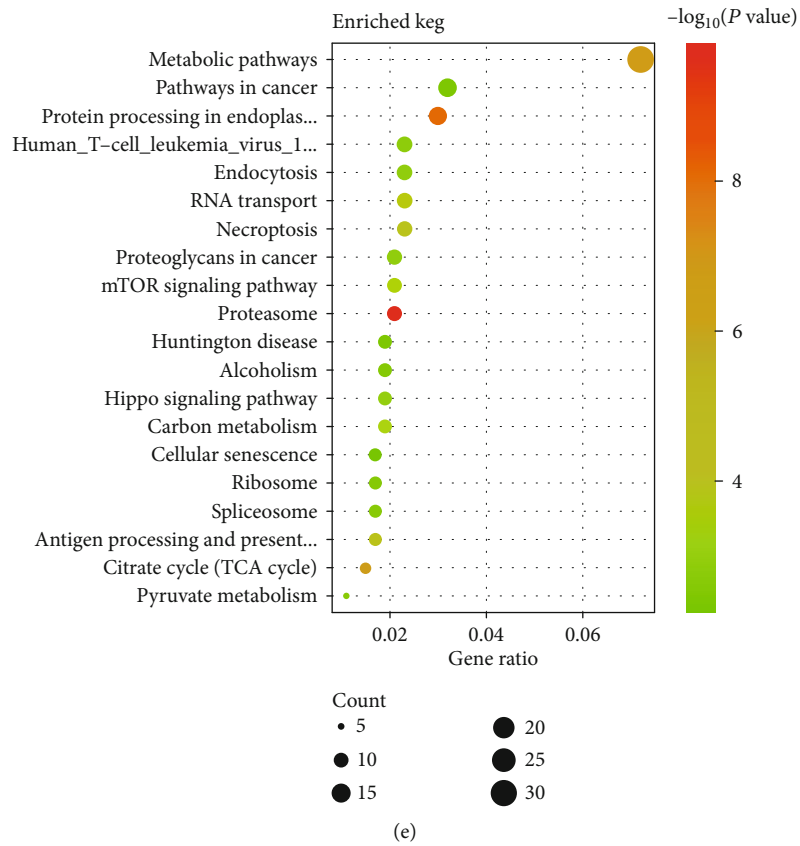 Enriched keg
–log10(P value)
Metabolic pathways
Pathways in cancer
Protein processing in endoplas...
Human_T–cell_leukemia_virus_1...
Endocytosis
RNA transport
Necroptosis
Proteoglycans in cancer
mTOR signaling pathway
Proteasome
Huntington disease
Alcoholism
Hippo signaling pathway
Carbon metabolism
Cellular senescence
Ribosome
Spliceosome
Antigen processing and present...
Citrate cycle (TCA cycle)
Pyruvate metabolism
8
6
4
0.02 0.04 0.06
Gene ratio
Count
5 20
10 25
15 30
(e)